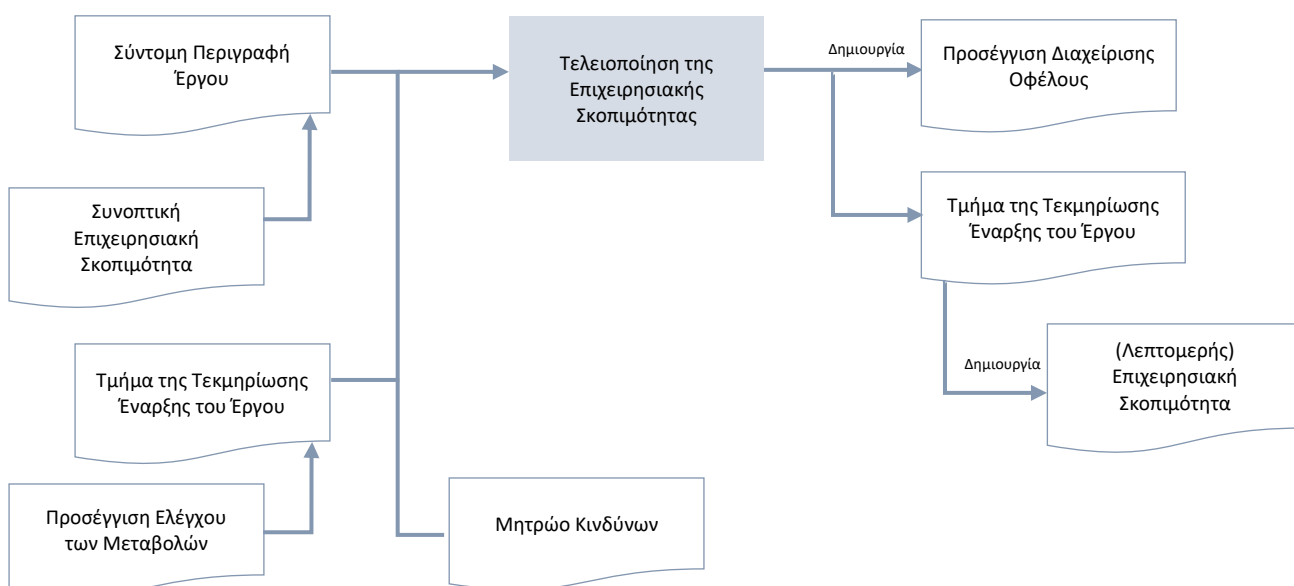 Σύντομη Περιγραφή
Έργου
Τελειοποίηση της
Επιχειρησιακής
Σκοπιμότητας
Δημιουργία
Προσέγγιση Διαχείρισης
Οφέλους
Συνοπτική
Επιχειρησιακή
Σκοπιμότητα
Τμήμα της Τεκμηρίωσης
Έναρξης του Έργου
Τμήμα της Τεκμηρίωσης
Έναρξης του Έργου
Δημιουργία
(Λεπτομερής)
Επιχειρησιακή
Σκοπιμότητα
Προσέγγιση Ελέγχου
των Μεταβολών
Μητρώο Κινδύνων